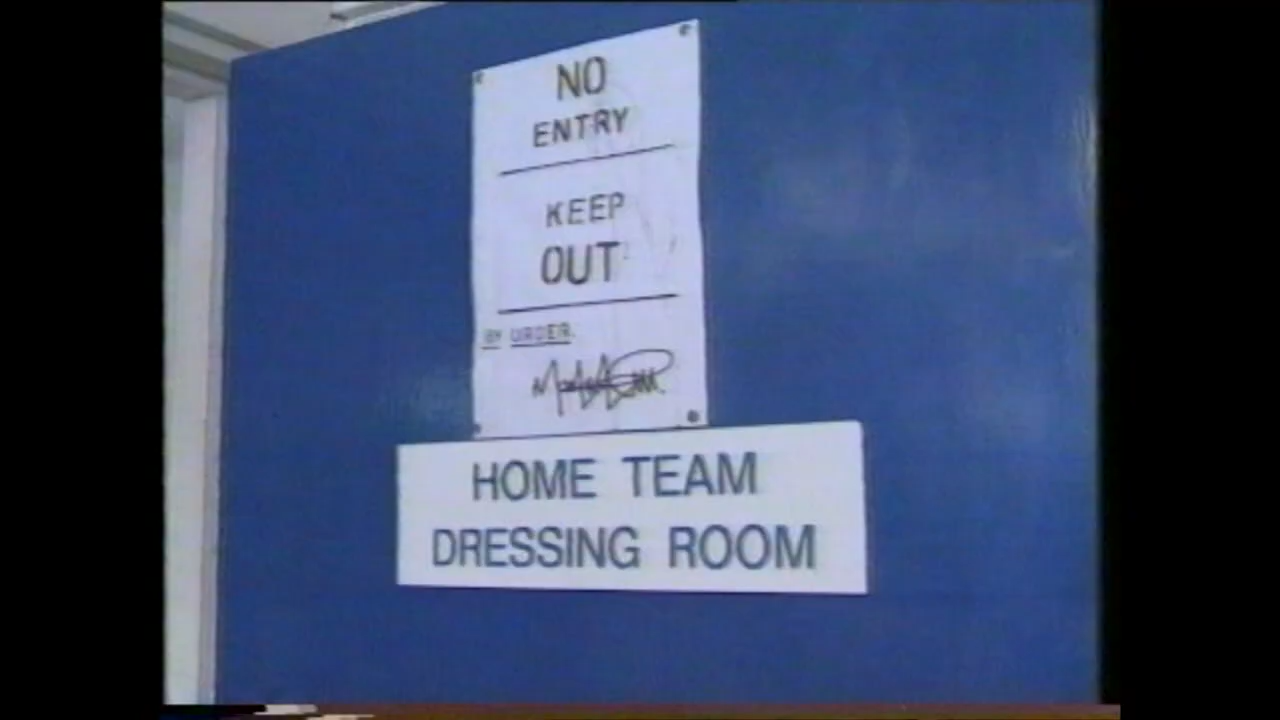 NO
ENTRY
KEEP
OUT
BY ORDER.
HOME TEAM
DRESSING ROOM